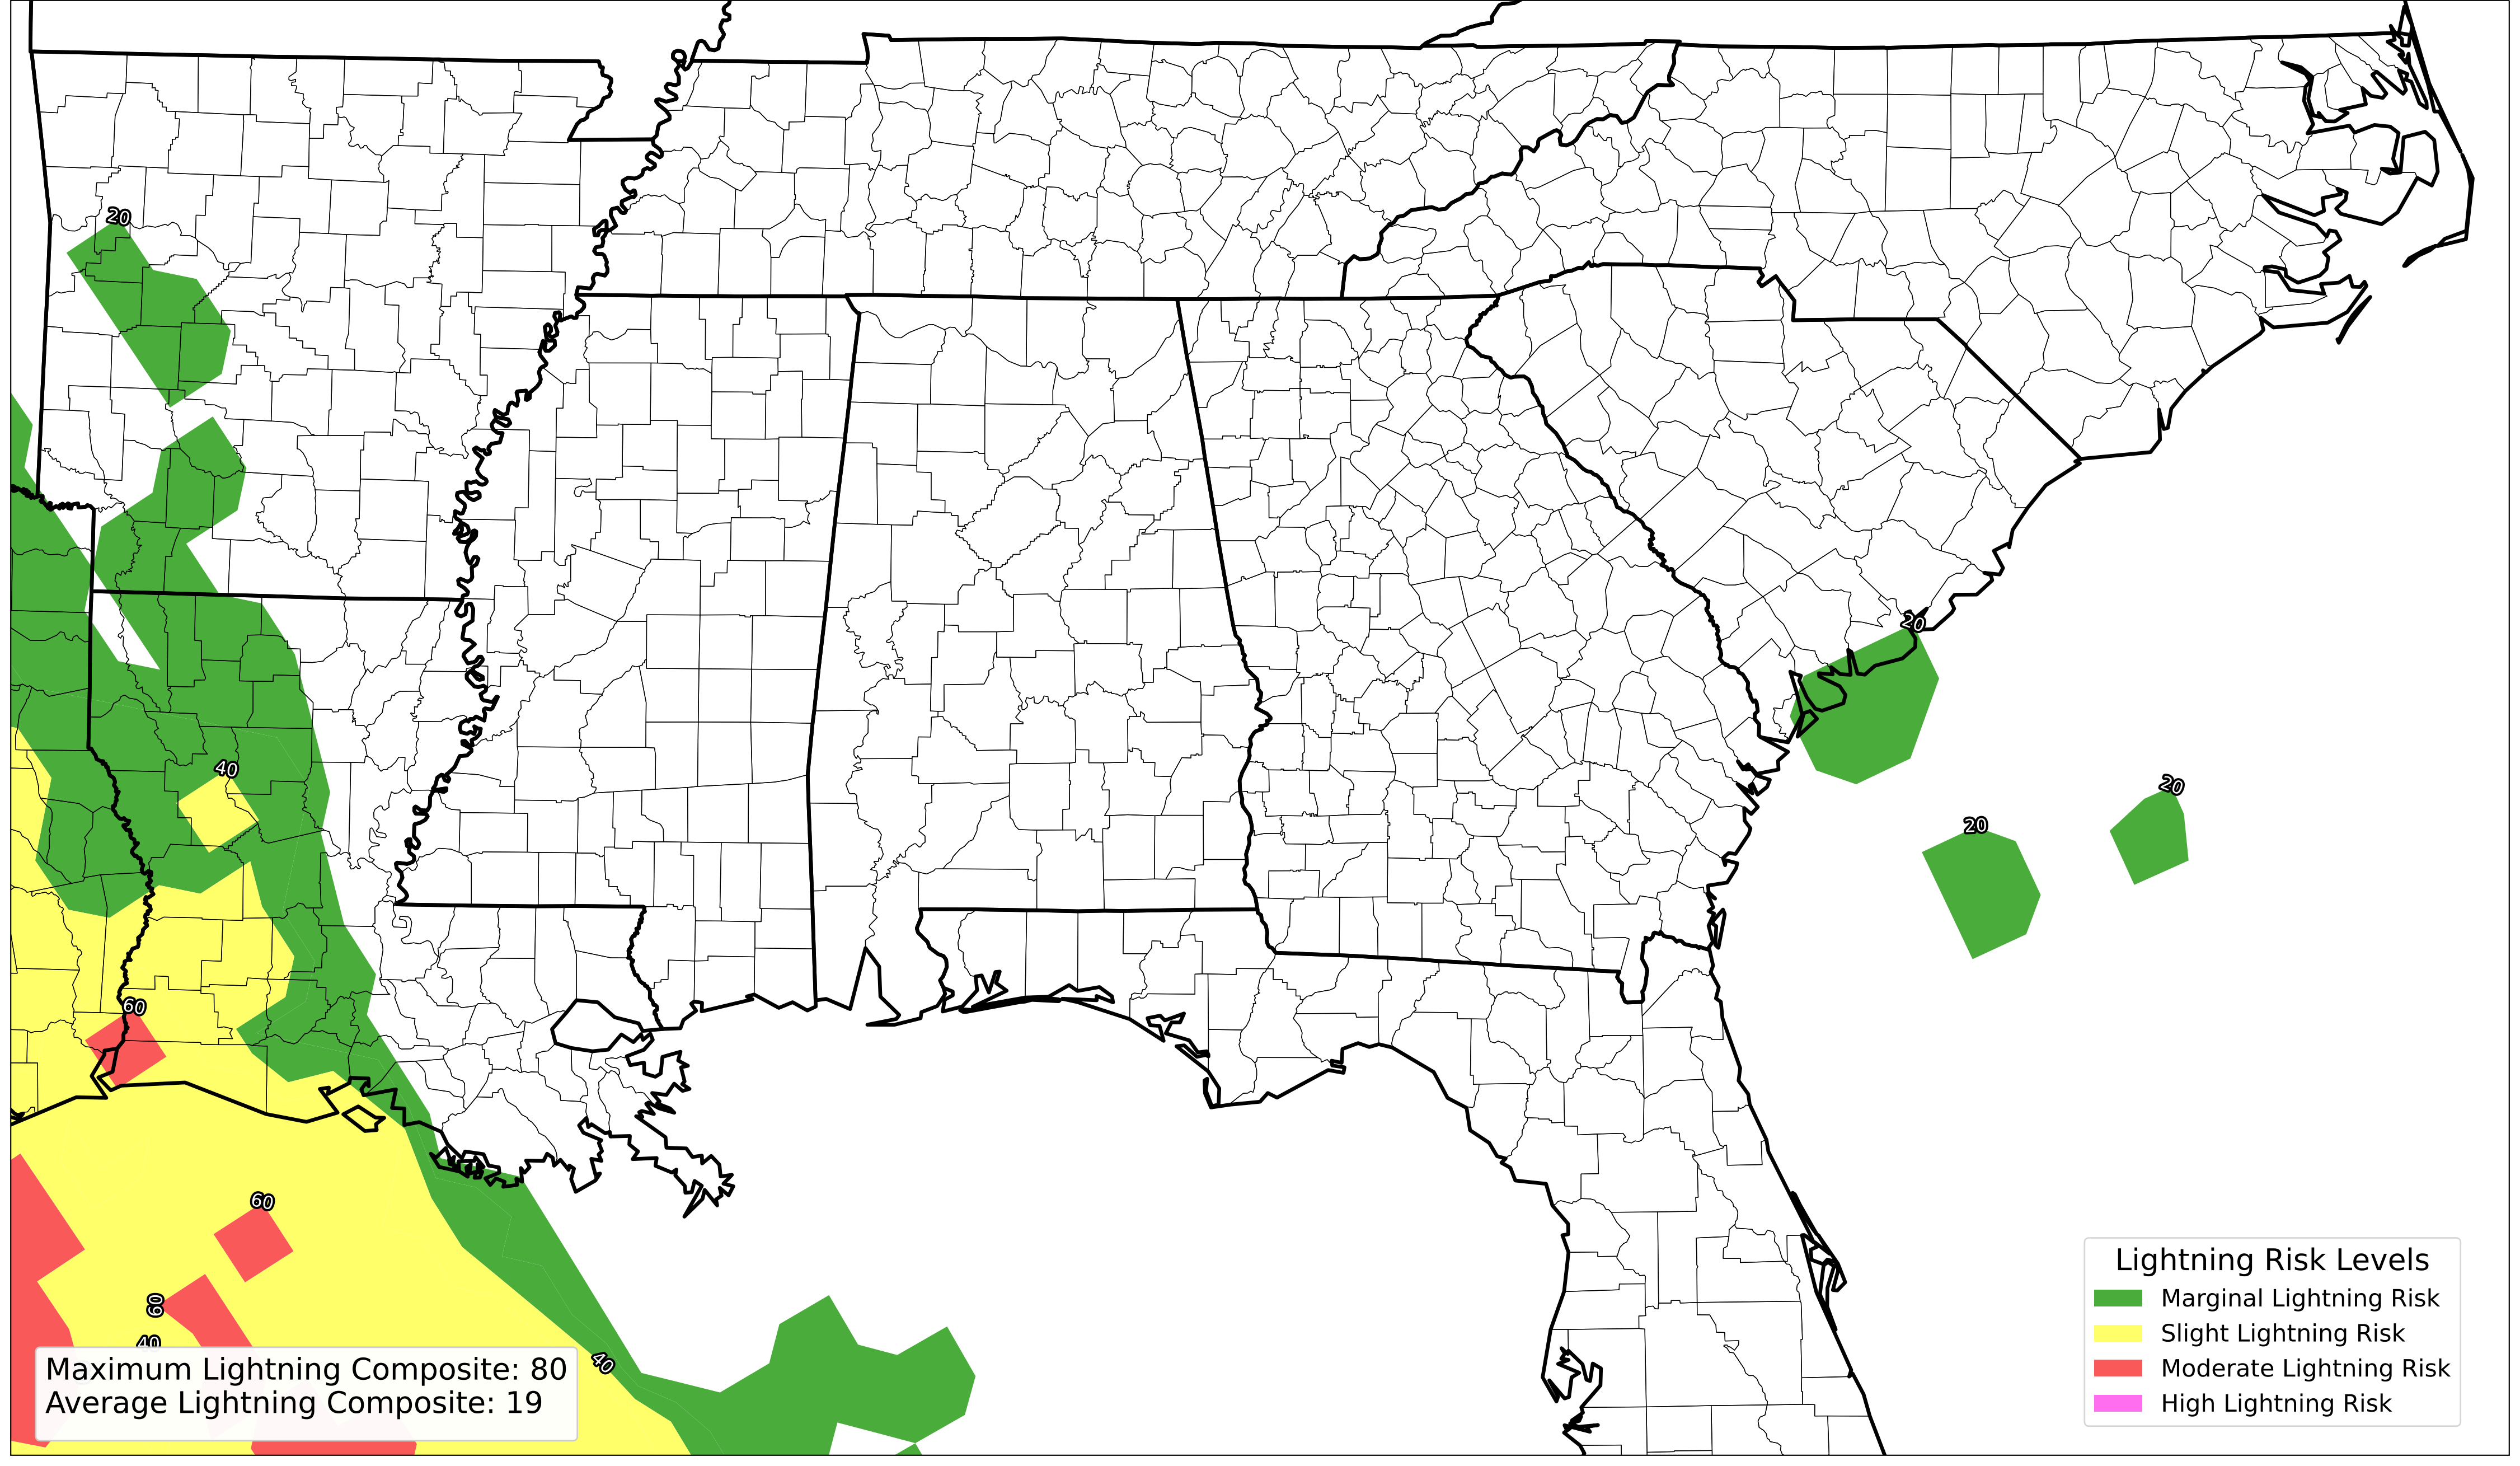 20
20
40
20
20
60
60
60
40
40
Maximum Lightning Composite: 80
Average Lightning Composite: 19
Lightning Risk Levels
Marginal Lightning Risk
Slight Lightning Risk
Moderate Lightning Risk
High Lightning Risk